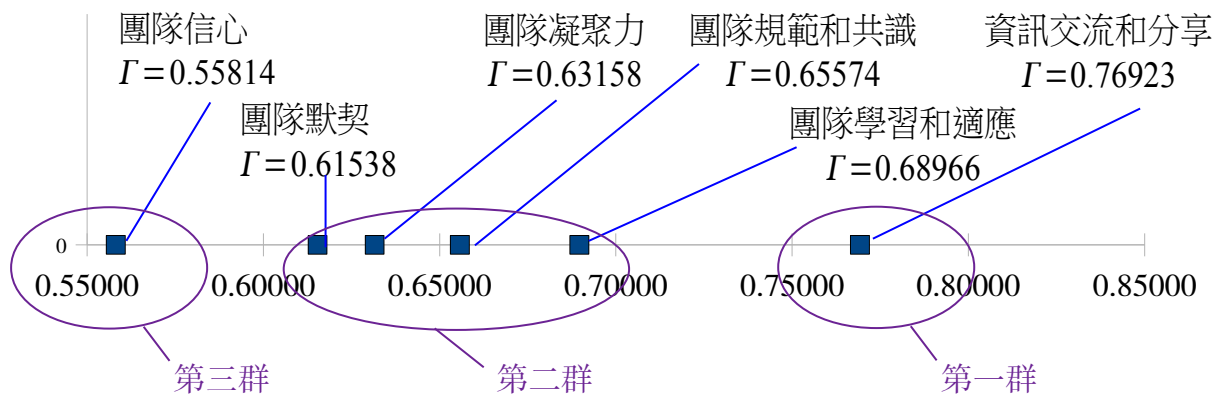 團隊信心
Γ=0.55814
團隊凝聚力
Γ=0.63158
團隊規範和共識
Γ=0.65574
資訊交流和分享
Γ=0.76923
團隊默契
Γ=0.61538
團隊學習和適應
Γ=0.68966
0
0.55000 0.60000 0.65000 0.70000 0.75000 0.80000 0.85000
第三群
第二群
第一群